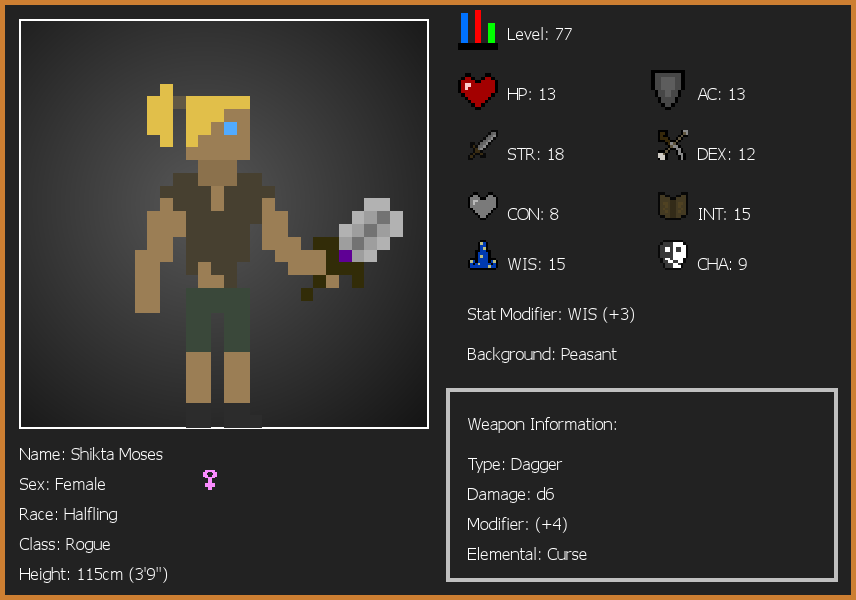 Level: 77
HP: 13
AC: 13
STR: 18
DEX: 12
CON: 8
INT: 15
WIS: 15
CHA: 9
Stat Modifier: WIS (+3)
Background: Peasant
Weapon Information:
Type: Dagger
Damage: d6
Modifier: (+4)
Elemental: Curse
Name: Shikta Moses
Sex: Female
Race: Halfling
Class: Rogue
Height: 115cm (3'9")